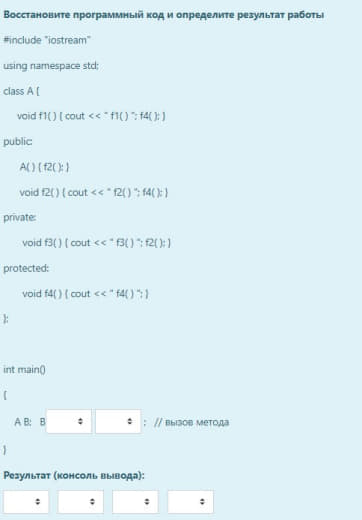 Восстановите программный код и определите результат работы
#include "iostream"
using namespace std;
class A {
void f1( ) { cout << " f1( ) "; f4( ); }
public:
A( ) { f2( ); }
void f2( ) { cout << " f2( ) "; f4( ); }
private:
void f3( ) { cout << " f3( ) "; f2( ); }
protected:
void f4( ) { cout << " f4( ) "; }
};
int main()
{
A B; B ; // вызов метода
}
Результат (консоль вывода):